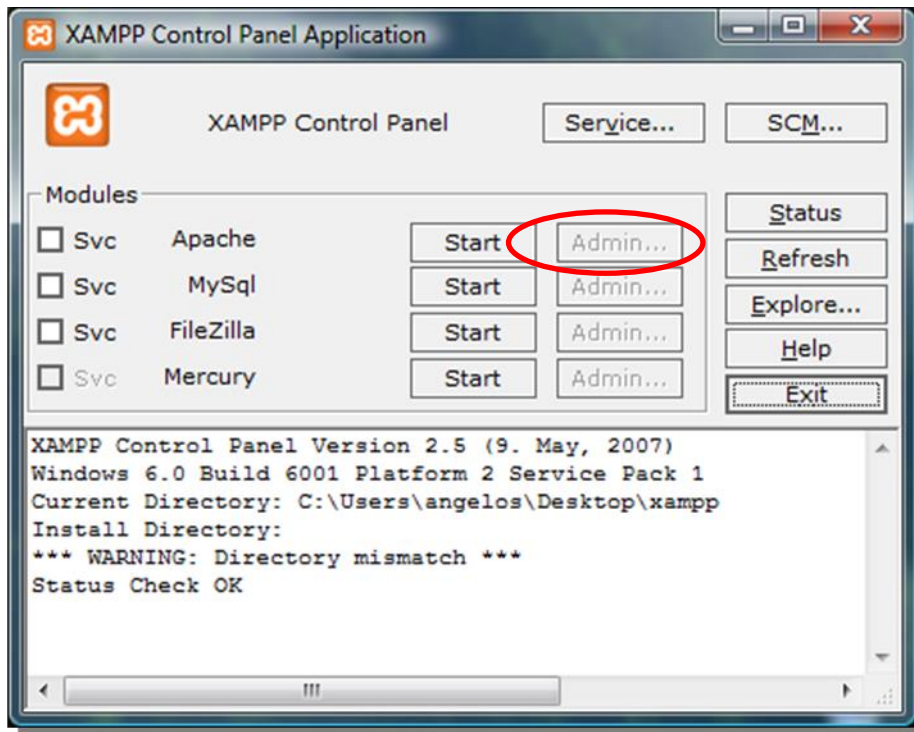 XAMPP Control Panel Application
XAMPP Control Panel Service... SCM...
Modules
Svc Apache Start Admin...
Svc MySql Start Admin...
Svc FileZilla Start Admin...
Svc Mercury Start Admin...
Status
Refresh
Explore...
Help
Exit
XAMPP Control Panel Version 2.5 (9. May, 2007)
Windows 6.0 Build 6001 Platform 2 Service Pack 1
Current Directory: C:\Users\angelos\Desktop\xampp
Install Directory:
*** WARNING: Directory mismatch ***
Status Check OK